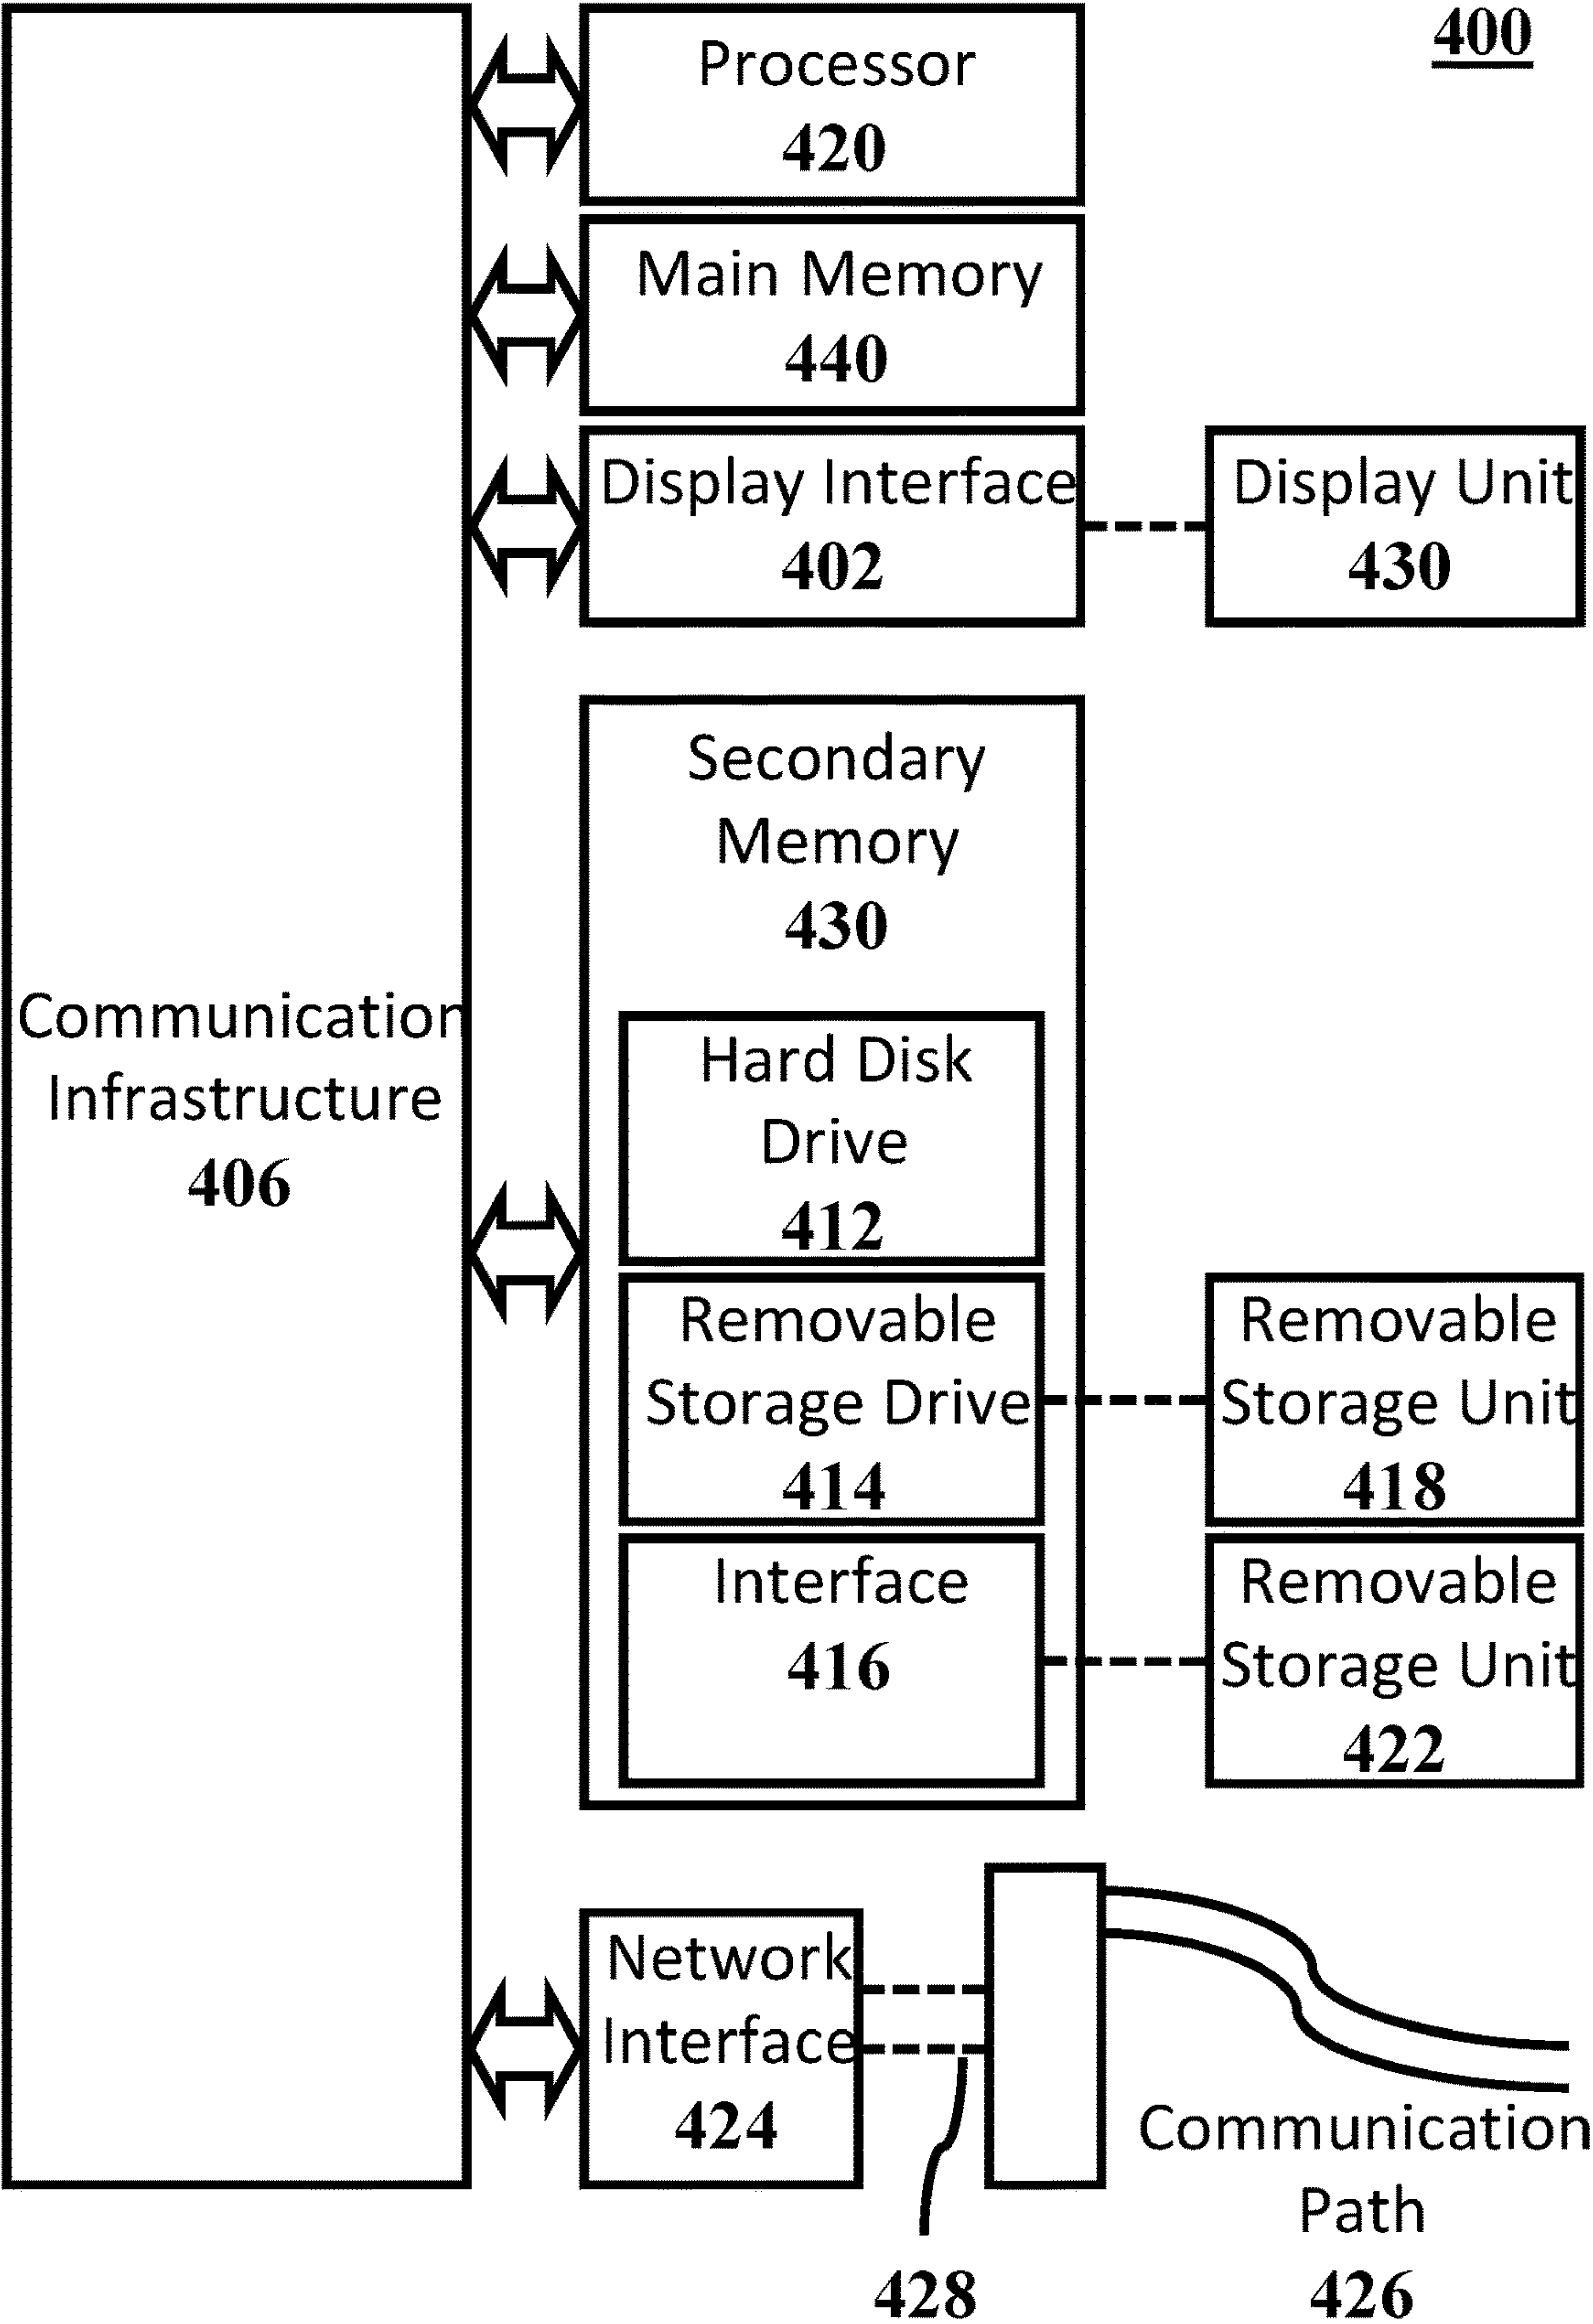 400
Processor
420
Main Memory
440
Display Interface
402
Display Unit
430
Secondary
Memory
430
Communication
Infrastructure
406
Hard Disk
Drive
412
Removable
Storage Drive
414
Removable
Storage Unit
418
Interface
416
Removable
Storage Unit
422
Network
Interface
424
428
Communication
Path
426